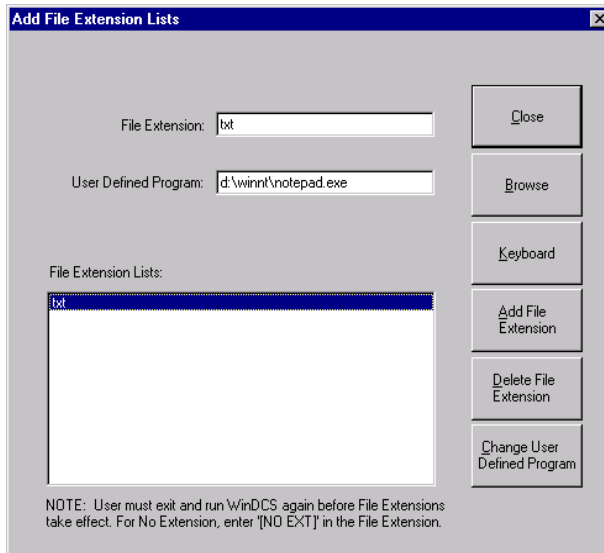 Add File Extension Lists
File Extension: txt
User Defined Program: d:\winnt\notepad.exe
File Extension Lists:
txt
Close
Browse
Keyboard
Add File
Extension
Delete File
Extension
Change User
Defined Program
NOTE: User must exit and run WinDCS again before File Extensions
take effect. For No Extension, enter '[NO EXT]' in the File Extension.